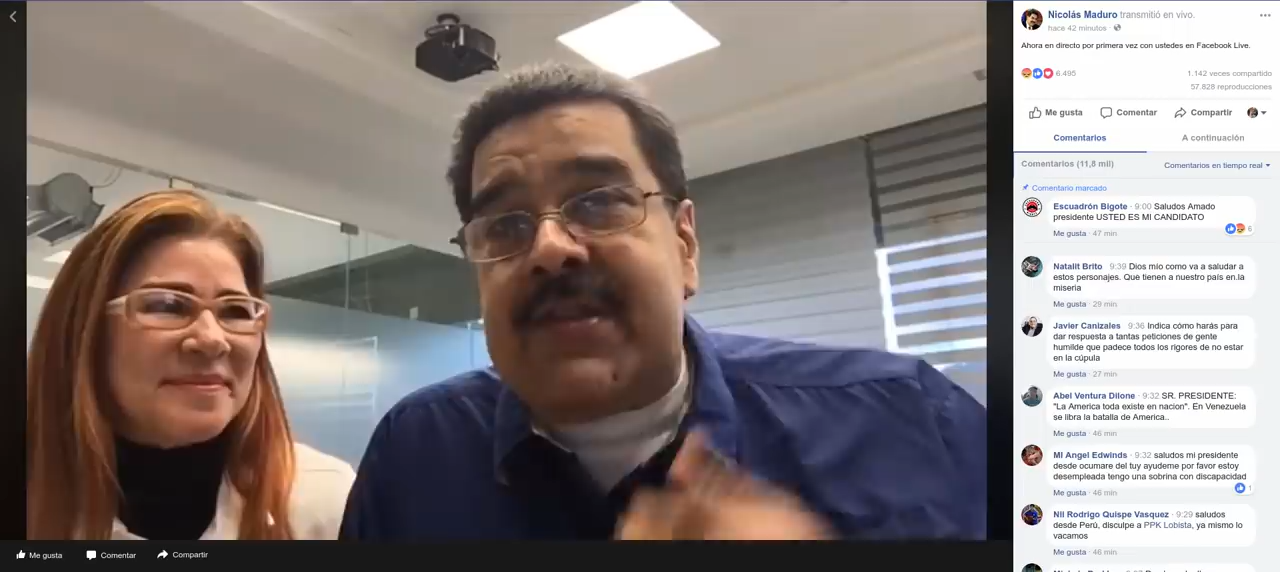 Nicolás Maduro transmitió en vivo.
hace 42 minutos ·
Ahora en directo por primera vez con ustedes en Facebook Live.
6.495
1.142 veces compartido
57.828 reproducciones
Me gusta Comentar Compartir
Comentarios A continuación
Comentarios (11,8 mil) Comentarios en tiempo real
Comentario marcado
Escuadrón Bigote · 9:00 Saludos Amado
presidente USTED ES MI CANDIDATO
6
Me gusta · 47 min
Natalit Brito · 9:39 Dios mío como va a saludar a
estos personajes. Que tienen a nuestro país en.la
miseria
Me gusta · 29 min
Javier Canizales · 9:36 Indica cómo harás para
dar respuesta a tantas peticiones de gente
humilde que padece todos los rigores de no estar
en la cúpula
Me gusta · 27 min
Abel Ventura Dilone · 9:32 SR. PRESIDENTE:
"La America toda existe en nacion". En Venezuela
se libra la batalla de America..
Me gusta · 46 min
MI Angel Edwinds · 9:32 saludos mi presidente
desde ocumare del tuy ayudeme por favor estoy
desempleada tengo una sobrina con discapacidad
1
Me gusta · 46 min
Nil Rodrigo Quispe Vasquez · 9:29 saludos
desde Perú, disculpe a PPK Lobista, ya mismo lo
vacamos
Me gusta · 46 min
Me gusta Comentar Compartir